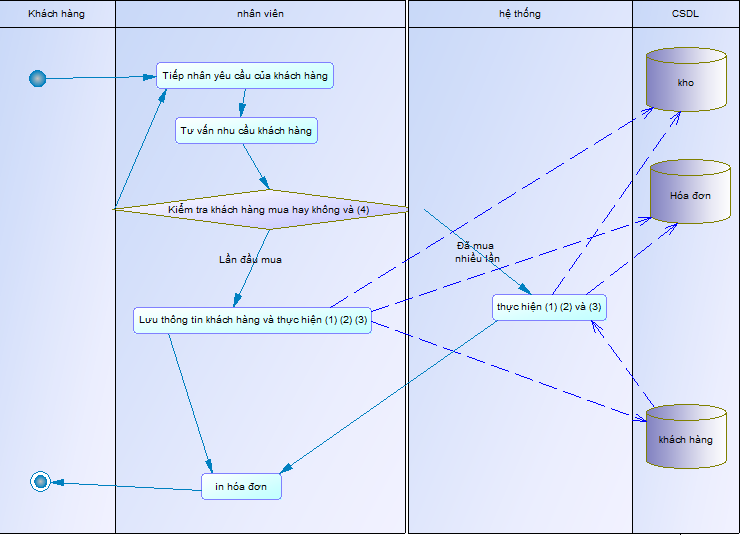 Khách hàng
nhân viên
hệ thống
CSDL
Tiếp nhân yêu cầu của khách hàng
kho
Tư vấn nhu cầu khách hàng
Kiểm tra khách hàng mua hay không và (4)
Hóa đơn
Lần đầu mua
Đã mua
nhiều lần
Lưu thông tin khách hàng và thực hiện (1) (2) (3)
thực hiện (1) (2) và (3)
khách hàng
in hóa đơn